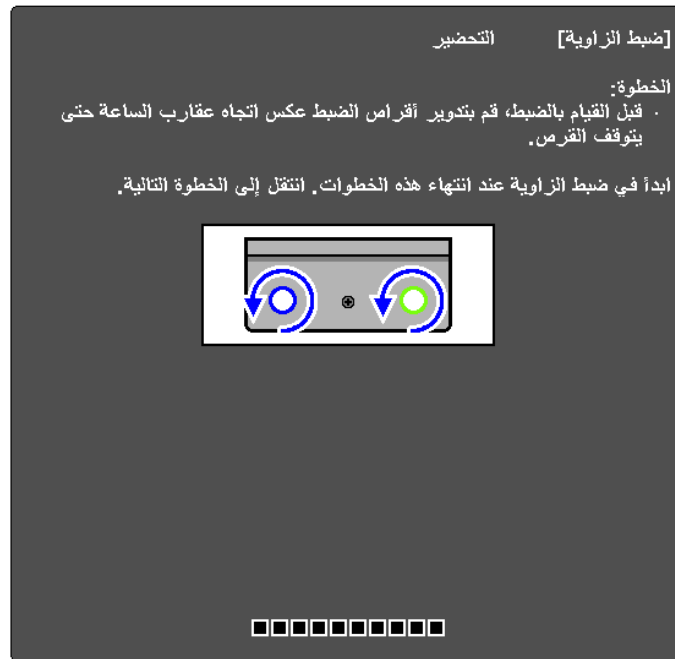 [ضبط الزاوية] التحضير
الخطوة:
· قبل القيام بالضبط، قم بتدوير أقراص الضبط عكس اتجاه عقارب الساعة حتى
يتوقف القرص.
ابدأ في ضبط الزاوية عند انتهاء هذه الخطوات. انتقل إلى الخطوة التالية.